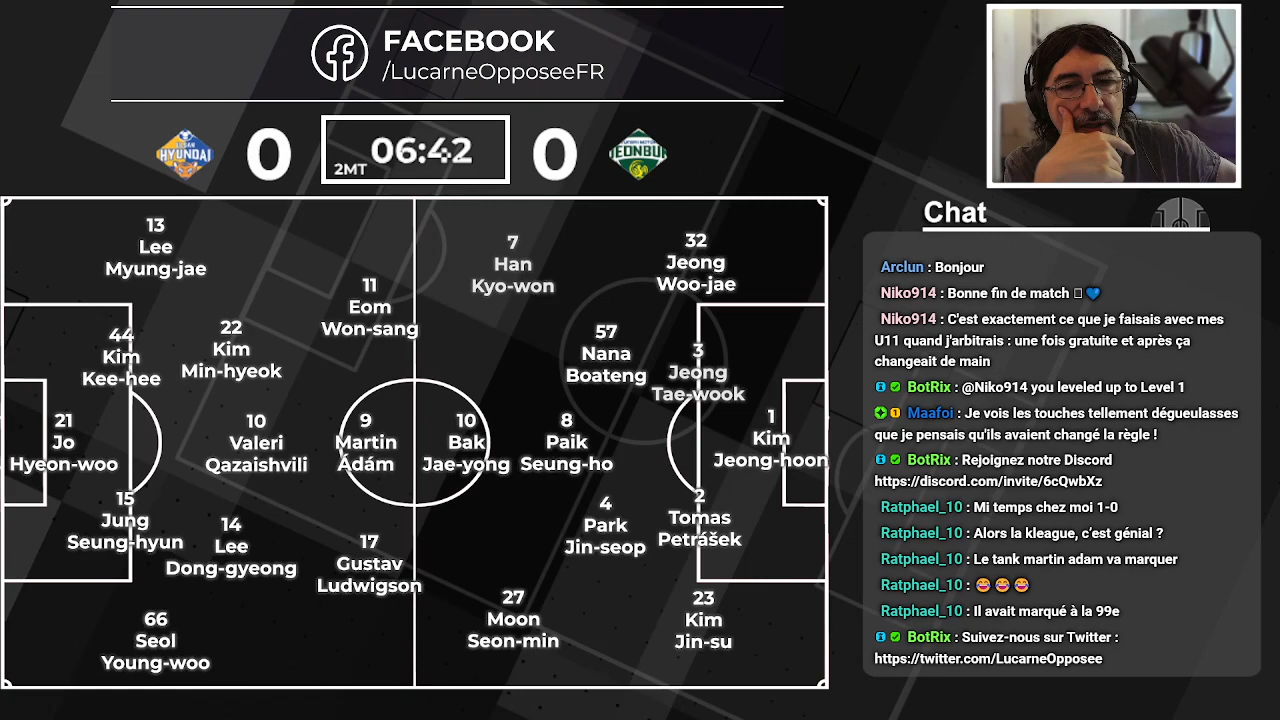 FACEBOOK
/LucarneOpposeeFR
HYUNDAI
0
2MT
06:42
0
13
Lee
Myung-jae
7
Han
Kyo-won
32
Jeong
Woo-jae
11
Eom
Won-sang
44
Kim
Kee-hee
22
Kim
Min-hyeok
57
Nana
Boateng
3
Jeong
Tae-wook
21
Jo
Hyeon-woo
10
Valeri
Qazaishvili
9
Martin
Ádám
10
Bak
Jae-yong
8
Paik
Seung-ho
1
Kim
Jeong-hoon
15
Jung
Seung-hyun
14
Lee
Dong-gyeong
17
Gustav
Ludwigson
4
Park
Jin-seop
2
Tomas
Petrášek
66
Seol
Young-woo
27
Moon
Seon-min
23
Kim
Jin-su
Chat
Arclun : Bonjour
Niko914 : Bonne fin de match 💙
Niko914 : C'est exactement ce que je faisais avec mes
U11 quand j'arbitrais : une fois gratuite et après ça
changeait de main
BotRix : @Niko914 you leveled up to Level 1
Maafoi : Je vois les touches tellement dégueulasses
que je pensais qu'ils avaient changé la règle !
BotRix : Rejoignez notre Discord
https://discord.com/invite/6cQwbXz
Ratphael_10 : Mi temps chez moi 1-0
Ratphael_10 : Alors la kleague, c’est génial ?
Ratphael_10 : Le tank martin adam va marquer
Ratphael_10 : 😂 😂 😂
Ratphael_10 : Il avait marqué à la 99e
BotRix : Suivez-nous sur Twitter :
https://twitter.com/LucarneOpposee